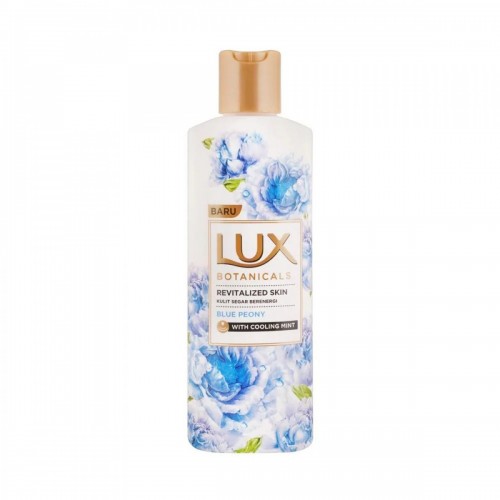 BARU
LUX
BOTANICALS
REVITALIZED SKIN
KULIT SEGAR BERENERGI
BLUE PEONY
WITH COOLING MINT